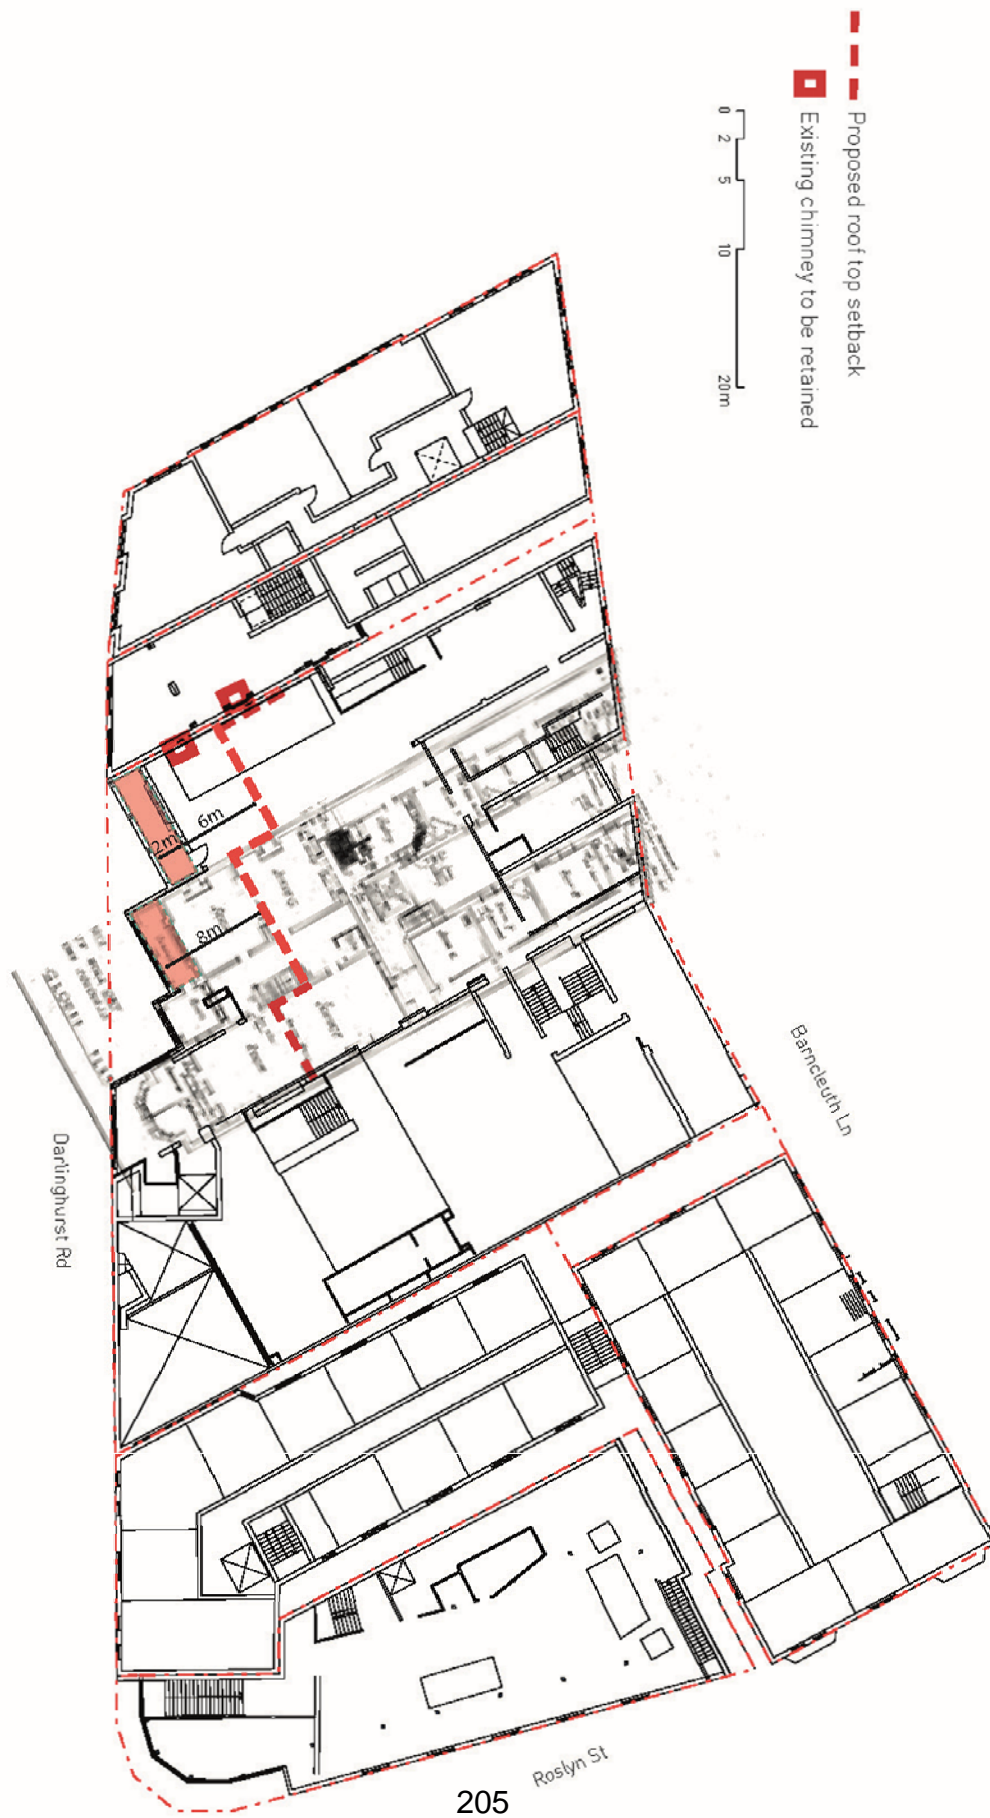 Proposed roof top setback
Existing chimney to be retained
0 2 5 10 20m
6m
2m
8m
Barncleuth Ln
Darlinghurst Rd
Roslyn St
205